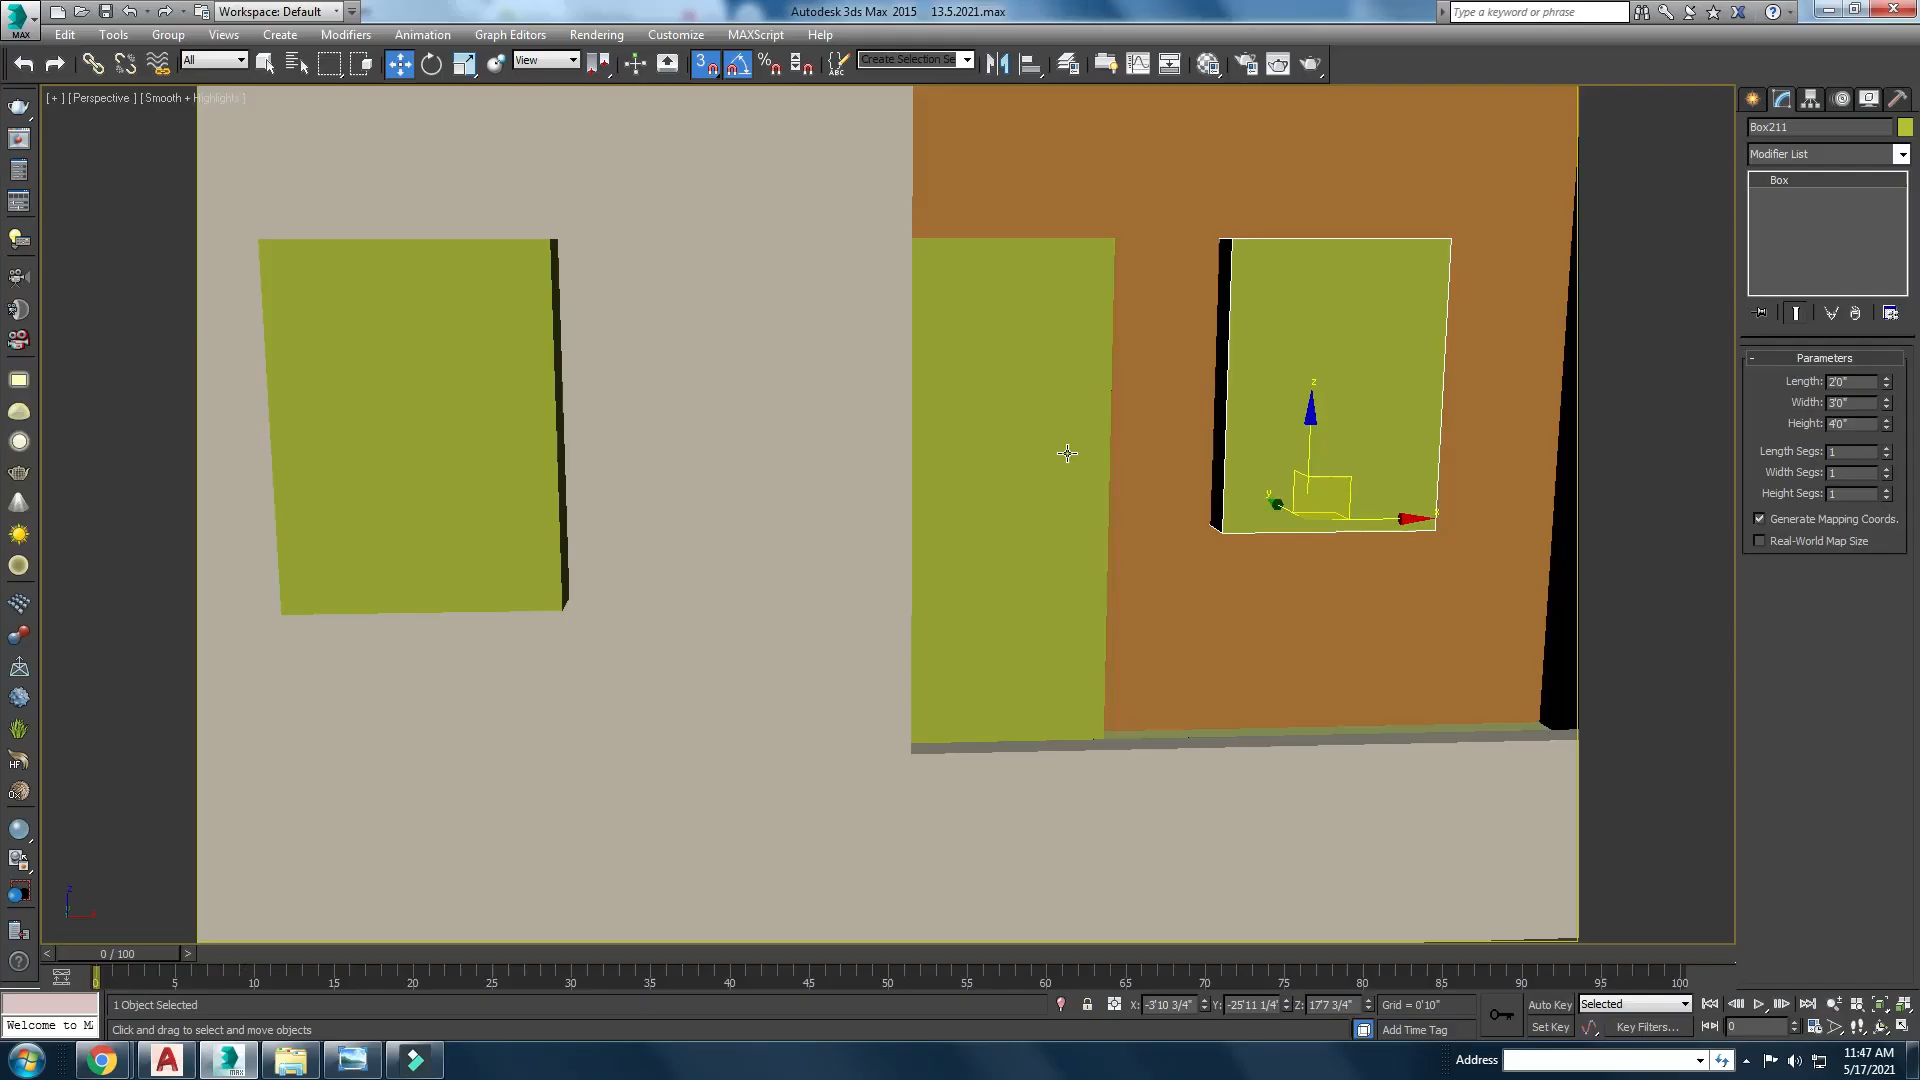 Workspace: Default
Autodesk 3ds Max 2015 13.5.2021.max
Type a keyword or phrase
MAX
Edit Tools Group Views Create Modifiers Animation Graph Editors Rendering Customize MAXScript Help
All
View
3
ABC
Create Selection Se
[ + ] [ Perspective ] [ Smooth + Highlights ]
Box211
Modifier List
Box
Parameters
Length: 2'0"
Width: 3'0"
Height: 4'0"
Length Segs: 1
Width Segs: 1
Height Segs: 1
Generate Mapping Coords.
Real-World Map Size
z
y
x
HF
z
< 0 / 100 >
0 5 10 15 20 25 30 35 40 45 50 55 60 65 70 75 80 85 90 95 100
1 Object Selected
X: -3'10 3/4" Y: -25'11 1/4' Z: 17'7 3/4" Grid = 0'10"
Auto Key Selected
Welcome to M
Click and drag to select and move objects
Add Time Tag
Set Key Key Filters... 0
MAX
Address
11:47 AM
5/17/2021